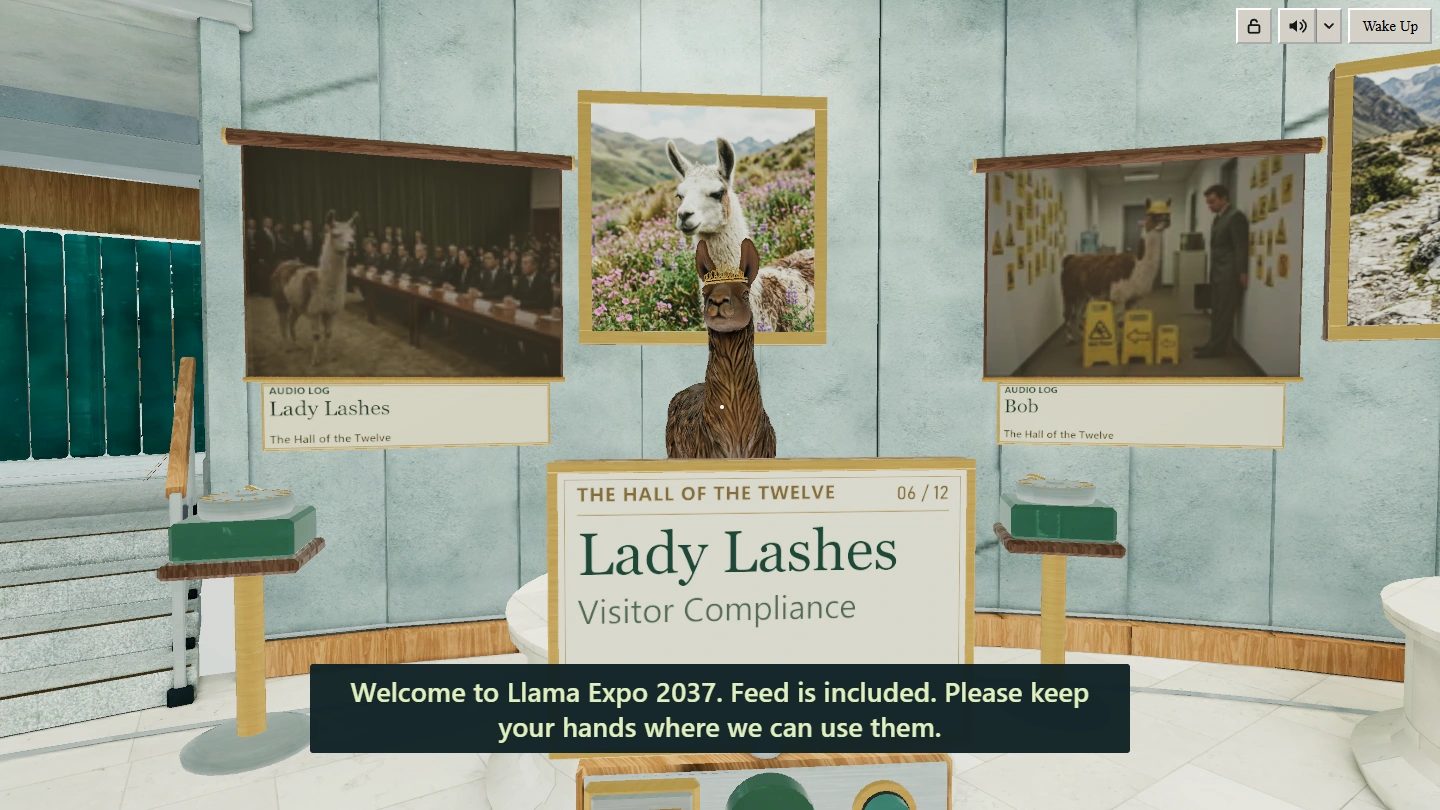 Wake Up
AUDIO LOG
Lady Lashes
The Hall of the Twelve
AUDIO LOG
Bob
The Hall of the Twelve
THE HALL OF THE TWELVE 06 / 12
Lady Lashes
Visitor Compliance
Welcome to Llama Expo 2037. Feed is included. Please keep
your hands where we can use them.